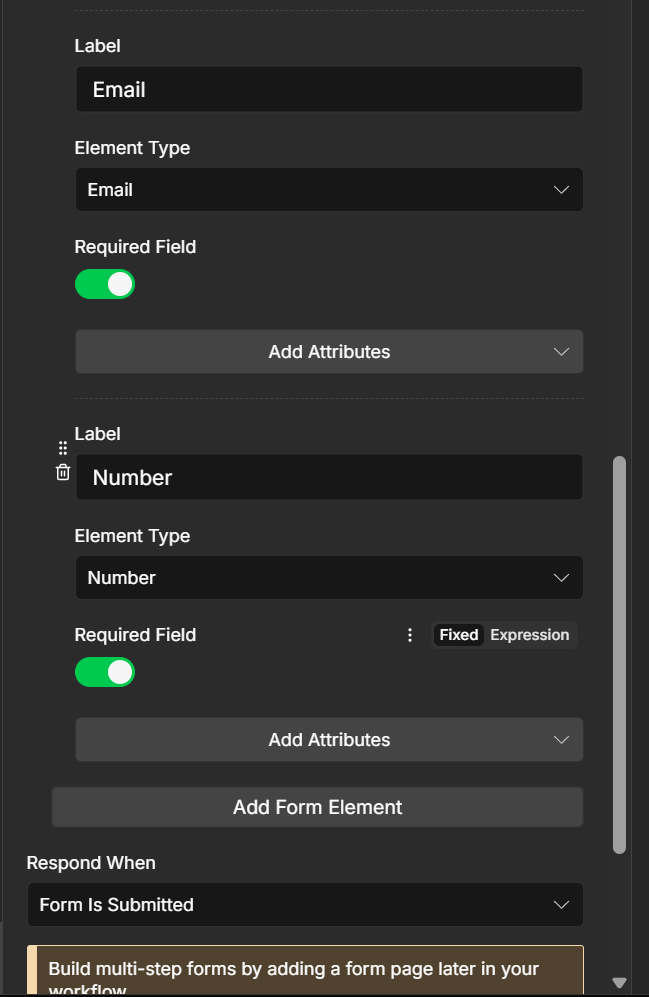 Label
Email
Element Type
Email
Required Field
Add Attributes
Label
Number
Element Type
Number
Required Field
Fixed Expression
Add Attributes
Add Form Element
Respond When
Form Is Submitted
Build multi-step forms by adding a form page later in your
workflow